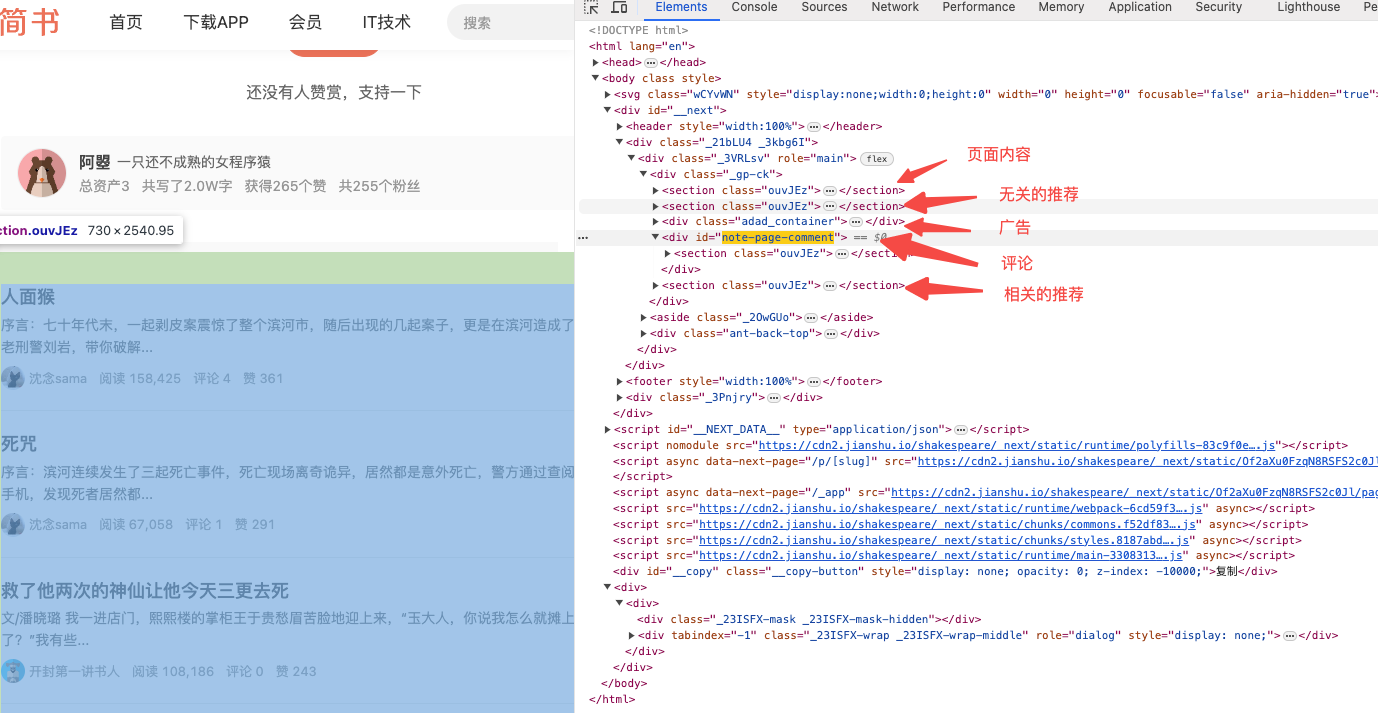 简书 首页 下载APP 会员 IT技术 搜索
还没有人赞赏，支持一下
阿曌 一只还不成熟的女程序猿
总资产3 共写了2.0W字 获得265个赞 共255个粉丝
ction.ouvJEz 730 × 2540.95
人面猴
序言：七十年代末，一起剥皮案震惊了整个滨河市，随后出现的几起案子，更是在滨河造成了
老刑警刘岩，带你破解...
沈念sama 阅读 158,425 评论 4 赞 361
死咒
序言：滨河连续发生了三起死亡事件，死亡现场离奇诡异，居然都是意外死亡，警方通过查阅
手机，发现死者居然都...
沈念sama 阅读 67,058 评论 1 赞 291
救了他两次的神仙让他今天三更去死
文/潘晓璐 我一进店门，熙熙楼的掌柜王于贵愁眉苦脸地迎上来，“玉大人，你说我怎么就摊上
了？”我有些...
开封第一讲书人 阅读 108,186 评论 0 赞 243
Elements Console Sources Network Performance Memory Application Security Lighthouse Pe
<!DOCTYPE html>
<html lang="en">
<head>…</head>
<body class style>
<svg class="wCYvWN" style="display:none;width:0;height:0" width="0" height="0" focusable="false" aria-hidden="true">
<div id="__next">
<header style="width:100%">…</header>
<div class="_21bLU4 _3kbg6I">
<div class="_3VRLsv" role="main"> flex
<div class="_gp-ck">
<section class="ouvJEz">…</section>
<section class="ouvJEz">…</section>
<div class="adad_container">…</div>
<div id="note-page-comment"> == $0
<section class="ouvJEz">…</section>
</div>
<section class="ouvJEz">…</section>
</div>
<aside class="_2OwGUo">…</aside>
<div class="ant-back-top">…</div>
</div>
</div>
<footer style="width:100%">…</footer>
<div class="_3Pnjry">…</div>
</div>
<script id="__NEXT_DATA__" type="application/json">…</script>
<script nomodule src="https://cdn2.jianshu.io/shakespeare/_next/static/runtime/polyfills-83c9f0e….js"></script>
<script async data-next-page="/p/[slug]" src="https://cdn2.jianshu.io/shakespeare/_next/static/Of2aXu0FzqN8RSFS2c0Jl
</script>
<script async data-next-page="/_app" src="https://cdn2.jianshu.io/shakespeare/_next/static/Of2aXu0FzqN8RSFS2c0Jl/pag
<script src="https://cdn2.jianshu.io/shakespeare/_next/static/runtime/webpack-6cd59f3….js" async></script>
<script src="https://cdn2.jianshu.io/shakespeare/_next/static/chunks/commons.f52df83….js" async></script>
<script src="https://cdn2.jianshu.io/shakespeare/_next/static/chunks/styles.8187abd….js" async></script>
<script src="https://cdn2.jianshu.io/shakespeare/_next/static/runtime/main-3308313….js" async></script>
<div id="__copy" class="__copy-button" style="display: none; opacity: 0; z-index: -10000;">复制</div>
<div>
<div>
<div class="_23ISFX-mask _23ISFX-mask-hidden"></div>
<div tabindex="-1" class="_23ISFX-wrap _23ISFX-wrap-middle" role="dialog" style="display: none;">…</div>
</div>
</div>
</body>
</html>
页面内容
无关的推荐
广告
评论
相关的推荐